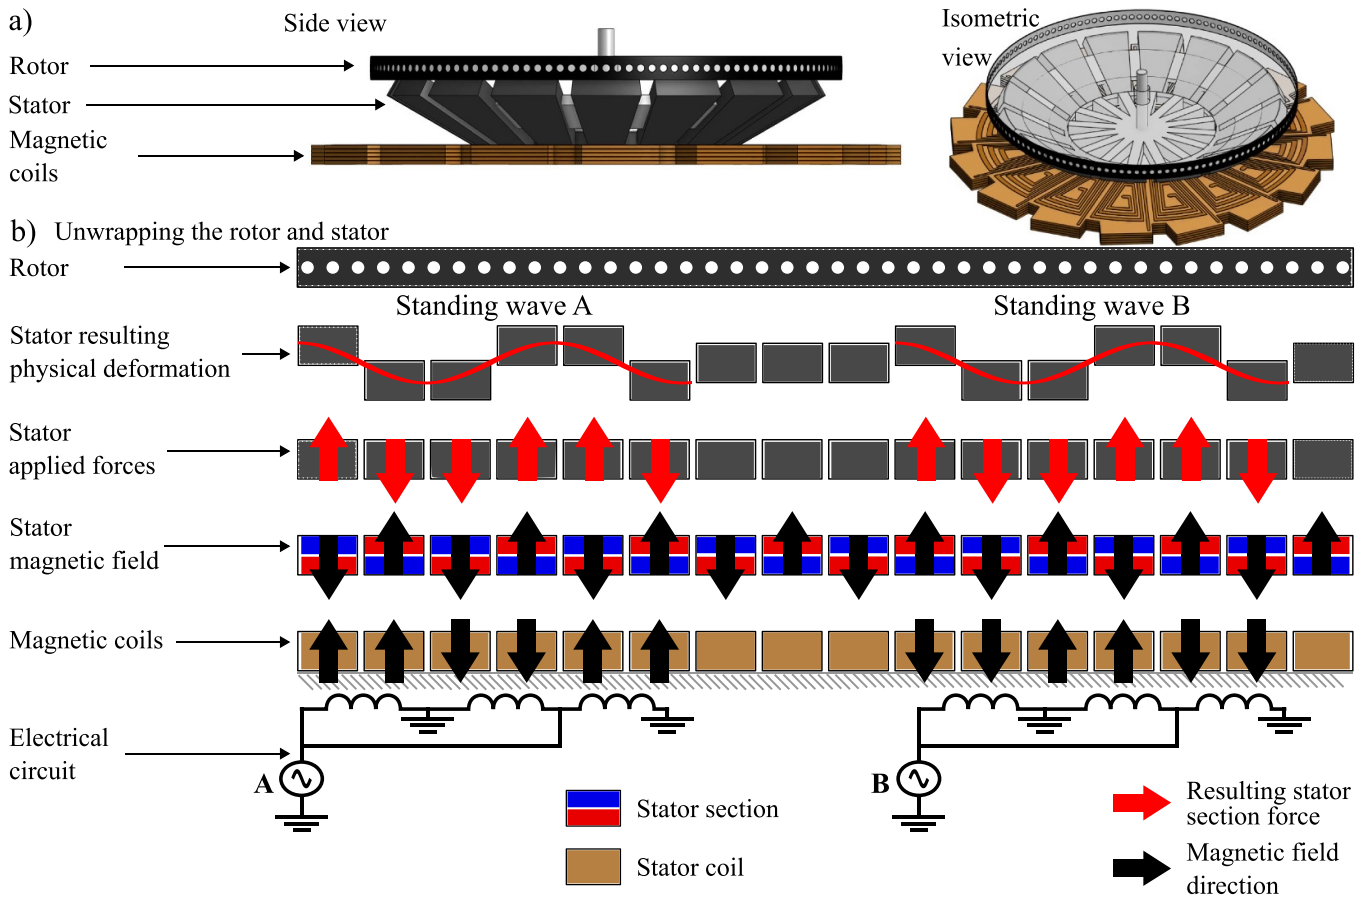 a)
Side view
Isometric
view
Rotor
Stator
Magnetic
coils
b) Unwrapping the rotor and stator
Rotor
Standing wave A
Standing wave B
Stator resulting
physical deformation
Stator
applied forces
Stator
magnetic field
Magnetic coils
Electrical
circuit
A
B
Stator section
Stator coil
Resulting stator
section force
Magnetic field
direction